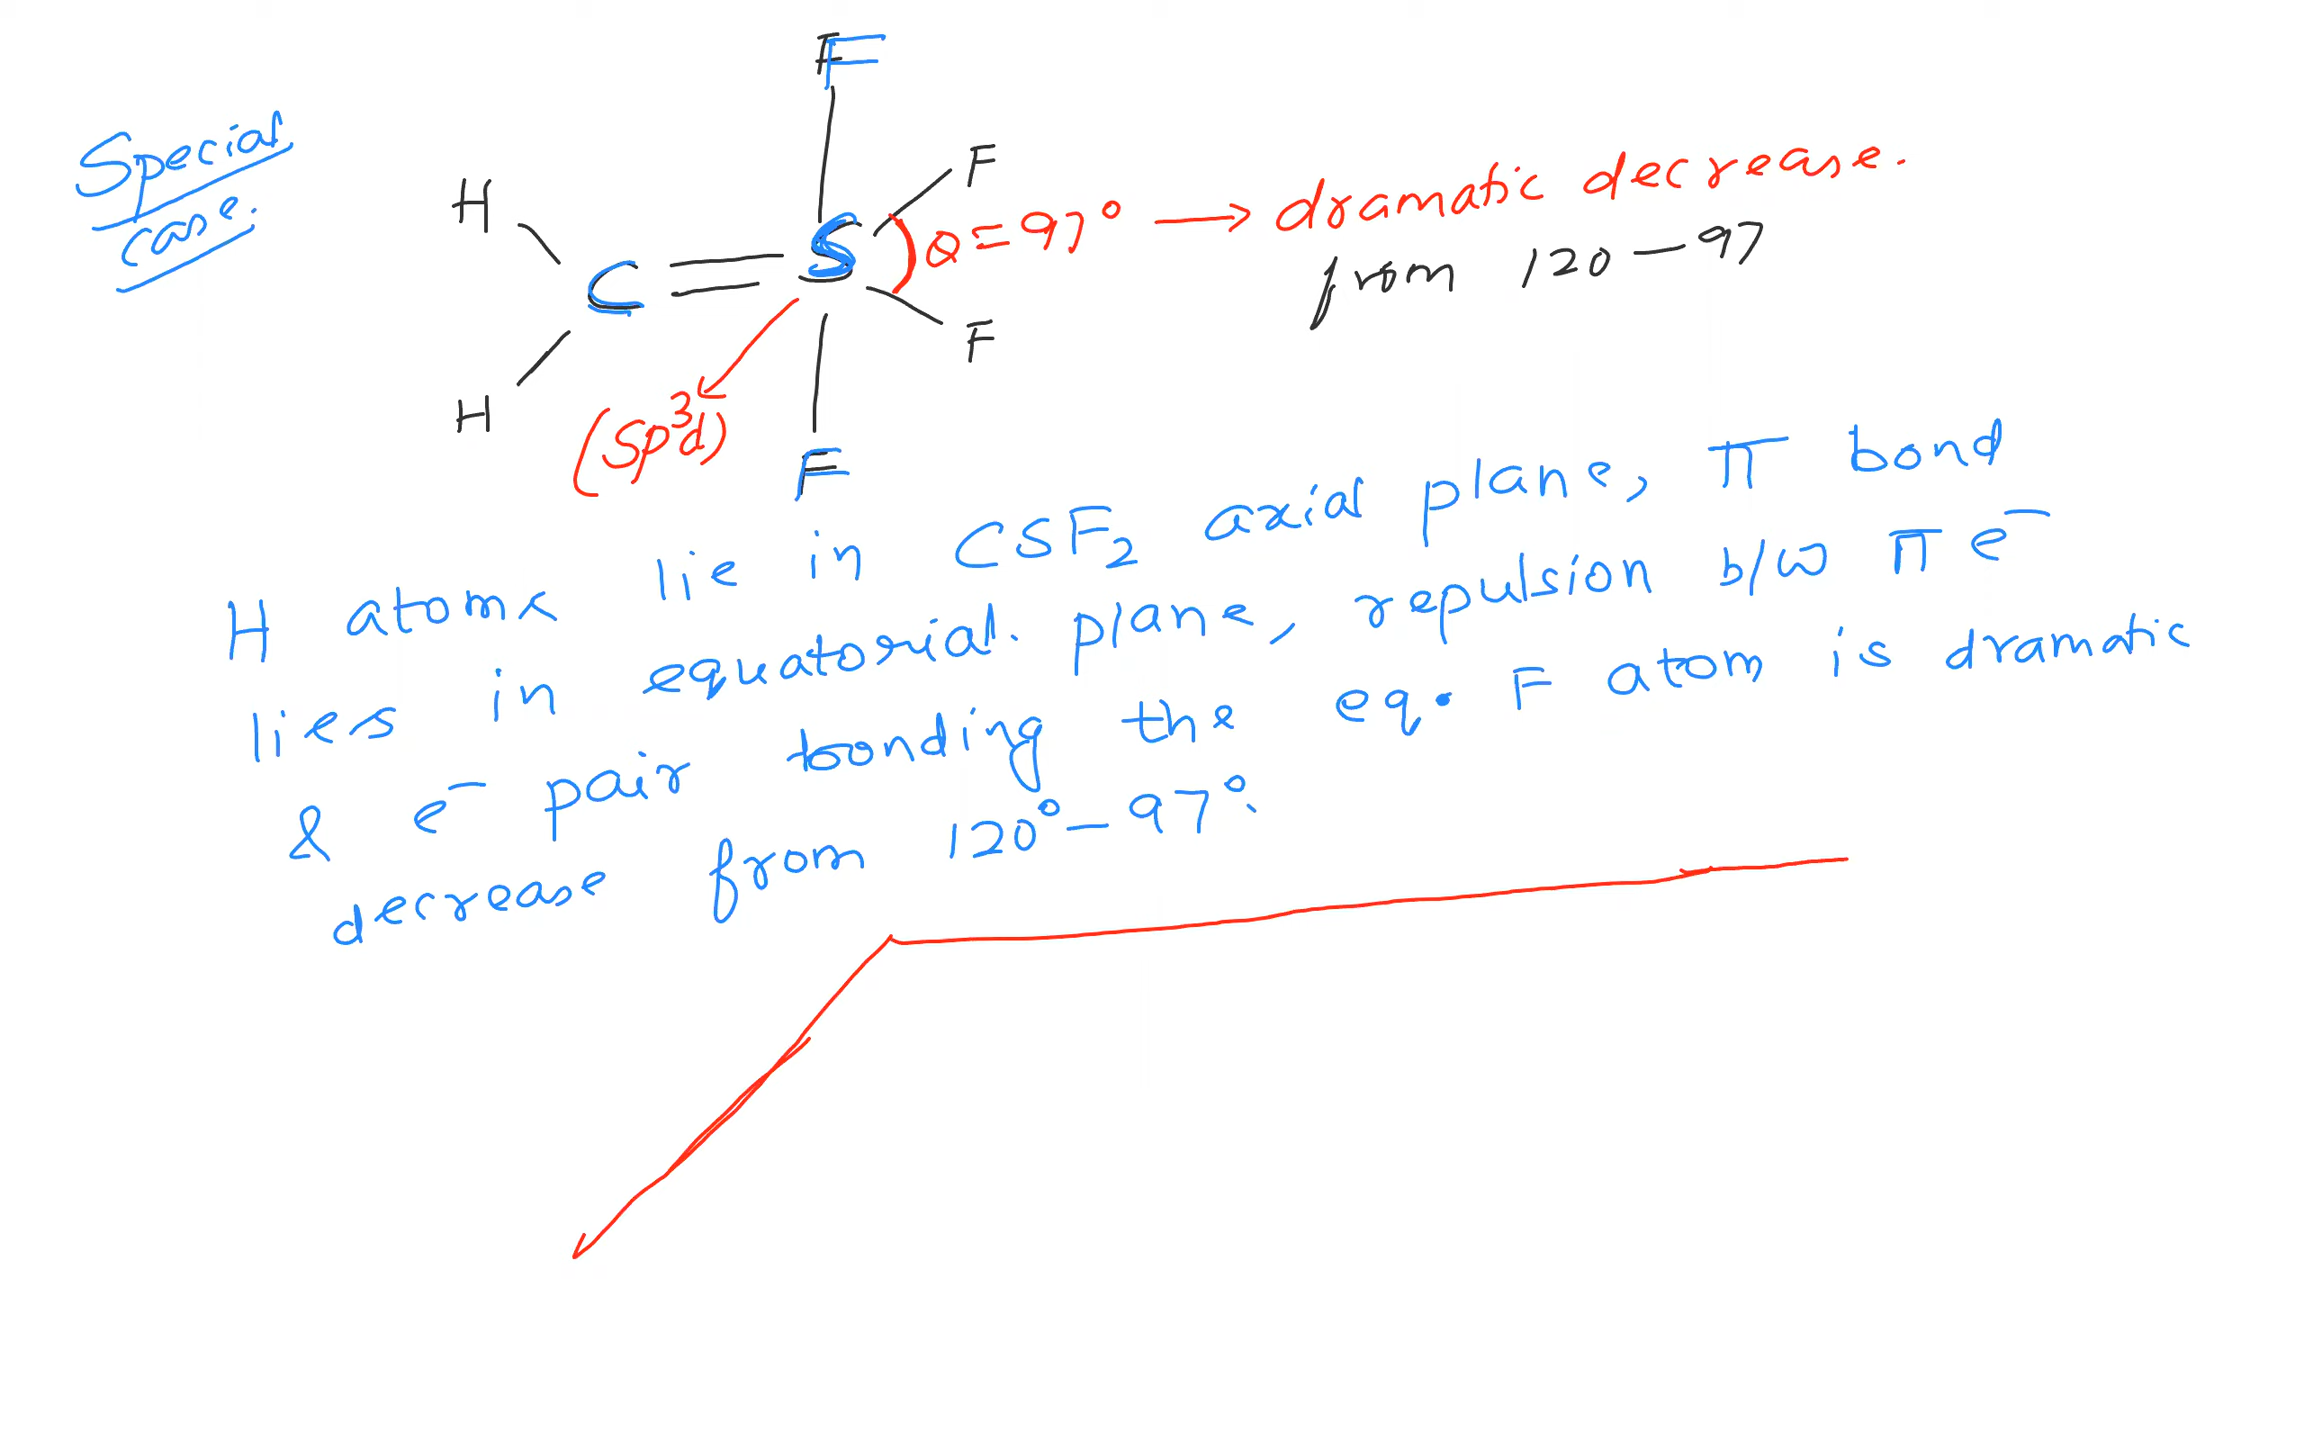 Special
case.
F
H
F
C
S
θ = 97° → dramatic decrease.
from 120 – 97
F
H
(sp³d)
F
H atoms lie in CSF₂ axial plane, π bond
lies in equatorial. plane, repulsion b/w π e⁻
& e⁻ pair bonding the eq. F atom is dramatic
decrease from 120° – 97°.